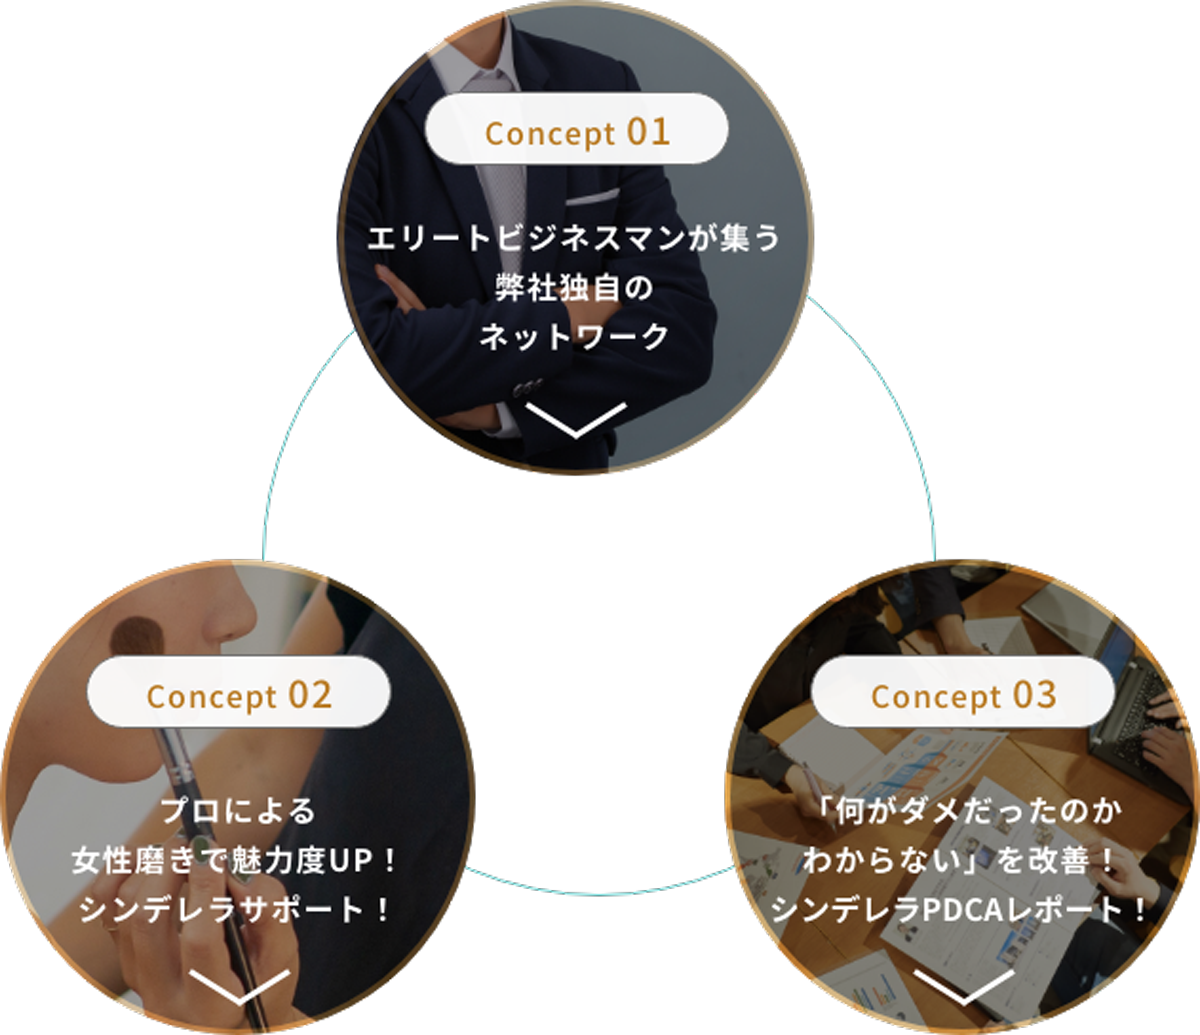 Concept 01
エリートビジネスマンが集う
弊社独自の
ネットワーク
Concept 02
プロによる
女性磨きで魅力度UP！
シンデレラサポート！
Concept 03
「何がダメだったのか
わからない」を改善！
シンデレラPDCAレポート！